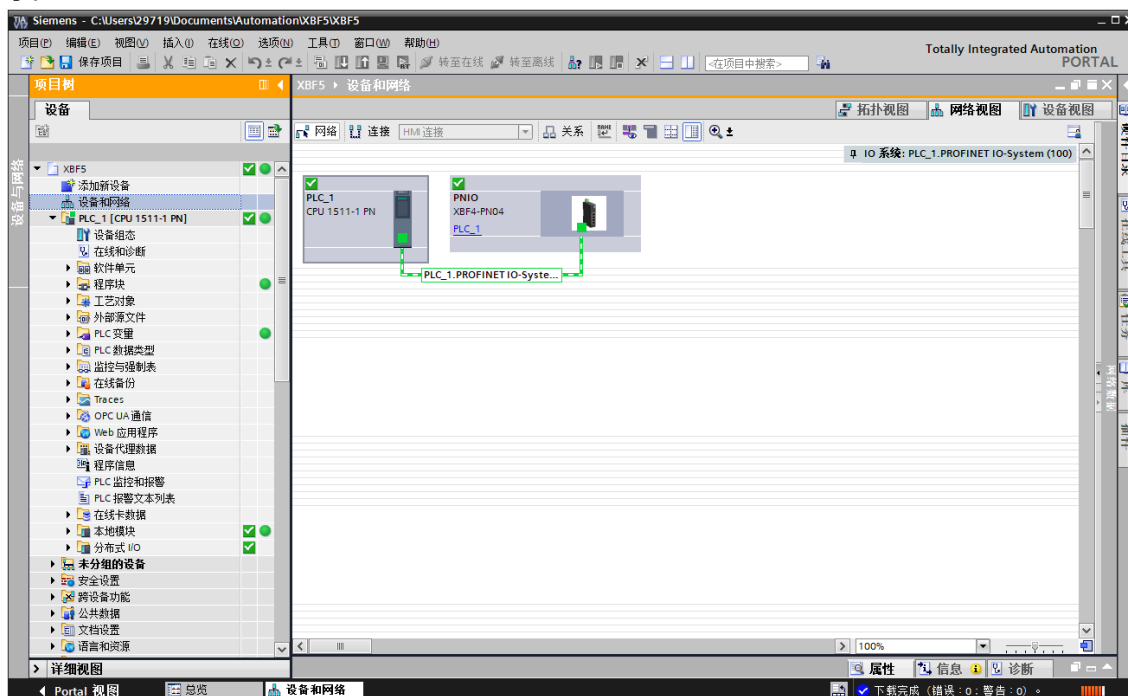 Siemens - C:\Users\29719\Documents\Automation\XBF5\XBF5
项目(P) 编辑(E) 视图(V) 插入(I) 在线(O) 选项(N) 工具(T) 窗口(W) 帮助(H)
Totally Integrated Automation
PORTAL
保存项目 转至在线 转至离线 <在项目中搜索>
项目树
XBF5 设备和网络
设备
拓扑视图 网络视图 设备视图
网络 连接 HMI 连接 关系
IO 系统: PLC_1.PROFINET IO-System (100)
XBF5
添加新设备
设备和网络
PLC_1 [CPU 1511-1 PN]
设备组态
在线和诊断
软件单元
程序块
工艺对象
外部源文件
PLC 变量
PLC 数据类型
监控与强制表
在线备份
Traces
OPC UA 通信
Web 应用程序
设备代理数据
程序信息
PLC 监控和报警
PLC 报警文本列表
在线卡数据
本地模块
分布式 I/O
未分组的设备
安全设置
跨设备功能
公共数据
文档设置
语言和资源
PLC_1
CPU 1511-1 PN
PNIO
XBF4-PN04
PLC_1
PLC_1.PROFINET IO-Syste...
设备与网络
100%
详细视图
属性 信息 诊断
Portal 视图 总览 设备和网络
下载完成（错误：0；警告：0）。